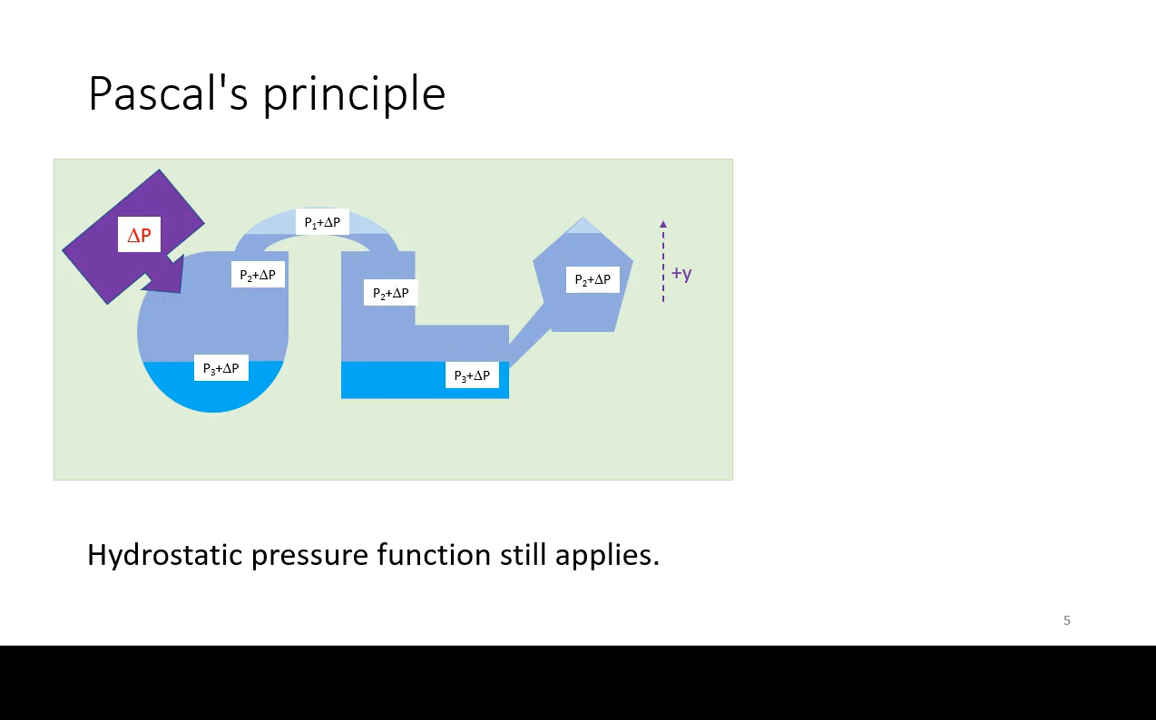 Pascal's principle
ΔP
P₁+ΔP
P₂+ΔP
P₂+ΔP
P₂+ΔP
+y
P₃+ΔP
P₃+ΔP
Hydrostatic pressure function still applies.
5